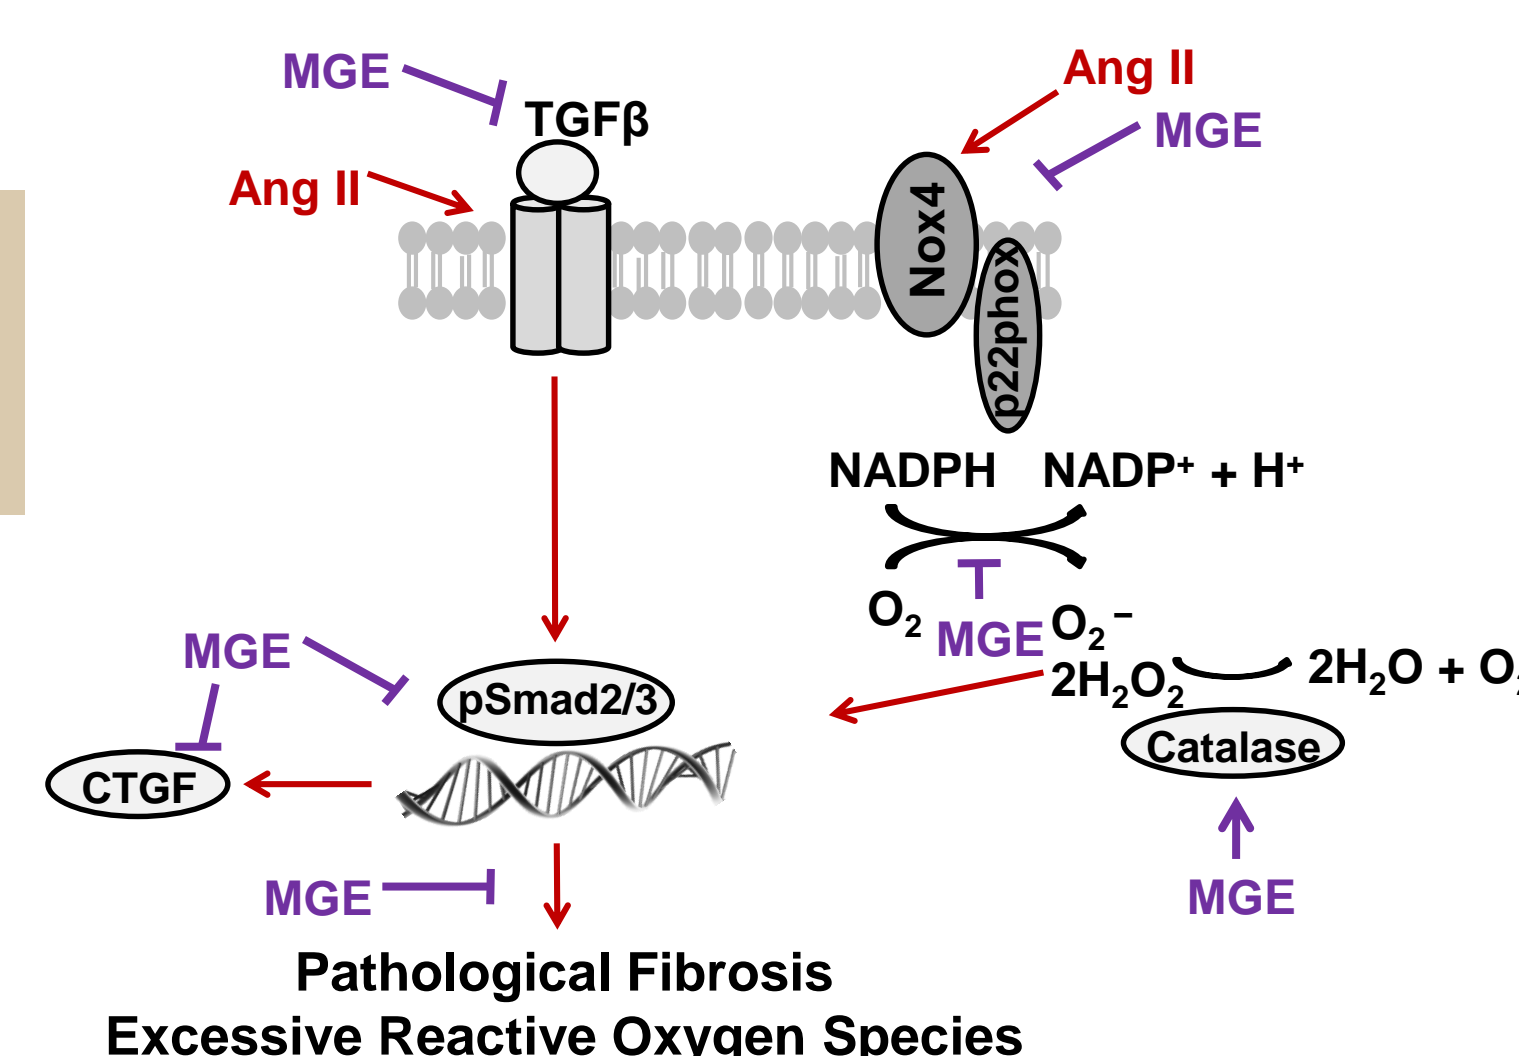 MGE
TGFβ
Ang II
Ang II
MGE
Nox4
p22phox
NADPH NADP⁺ + H⁺
O₂ MGE O₂⁻
2H₂O₂ 2H₂O + O₂
Catalase
MGE
MGE
pSmad2/3
CTGF
MGE
Pathological Fibrosis
Excessive Reactive Oxygen Species